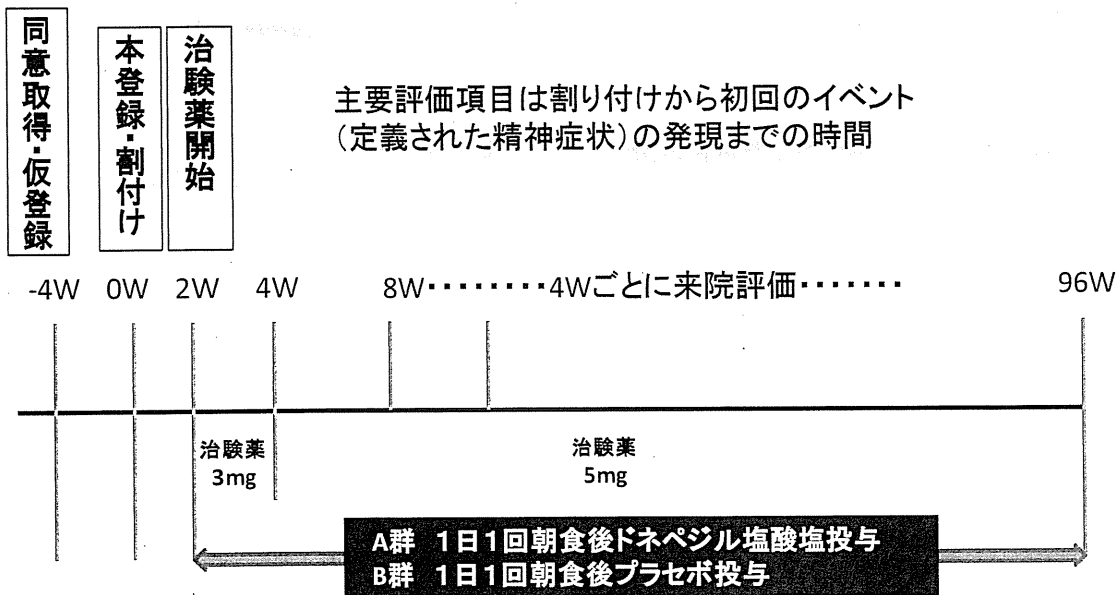 同意取得・仮登録
本登録・割付け
治験薬開始
主要評価項目は割り付けから初回のイベント
（定義された精神症状）の発現までの時間
-4W 0W 2W 4W 8W・・・・・・・・・4Wごとに来院評価・・・・・・・ 96W
治験薬 治験薬
3mg 5mg
A群 1日1回朝食後ドネペジル塩酸塩投与
B群 1日1回朝食後プラセボ投与